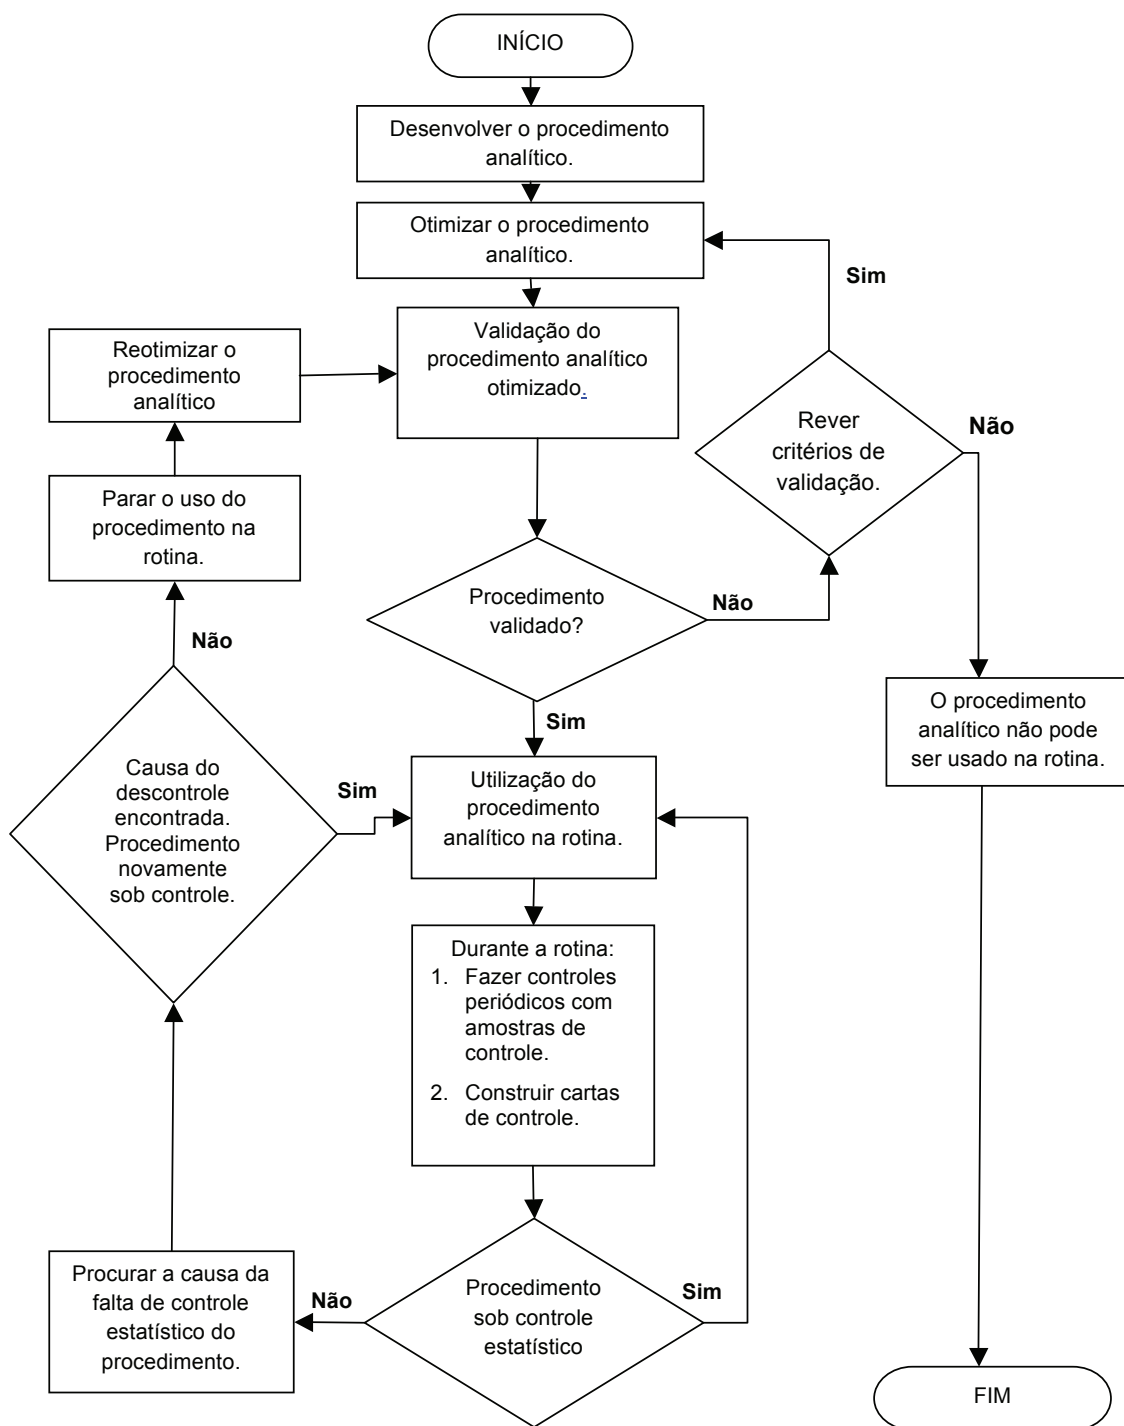 INÍCIO
Desenvolver o procedimento
analítico.
Otimizar o procedimento
analítico.
Sim
Validação do
procedimento analítico
otimizado.
Reotimizar o
procedimento
analítico
Rever
critérios de
validação.
Não
Parar o uso do
procedimento na
rotina.
Procedimento
validado?
Não
Não
Sim
O procedimento
analítico não pode
ser usado na rotina.
Causa do
descontrole
encontrada.
Procedimento
novamente
sob controle.
Sim
Utilização do
procedimento
analítico na rotina.
Durante a rotina:
1. Fazer controles
periódicos com
amostras de
controle.
2. Construir cartas
de controle.
Procedimento
sob controle
estatístico
Sim
Não
Procurar a causa da
falta de controle
estatístico do
procedimento.
FIM